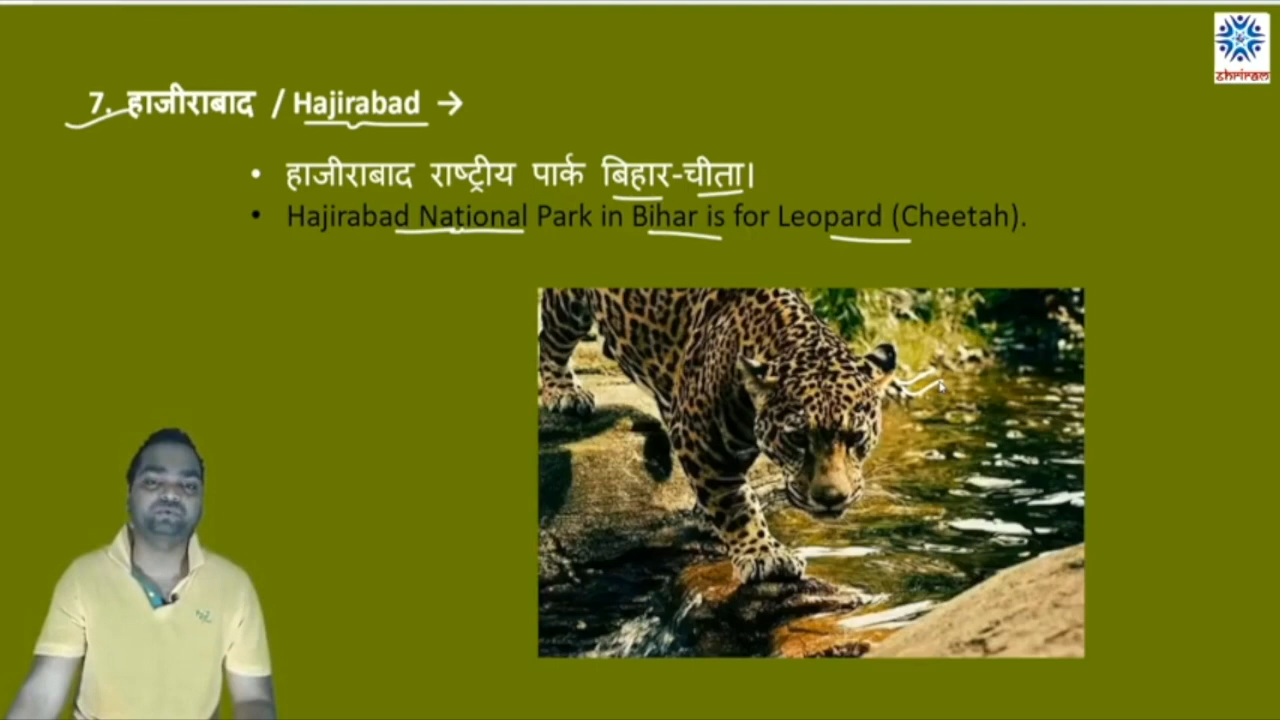 Shriram
7. हाजीराबाद / Hajirabad →
• हाजीराबाद राष्ट्रीय पार्क बिहार-चीता।
• Hajirabad National Park in Bihar is for Leopard (Cheetah).